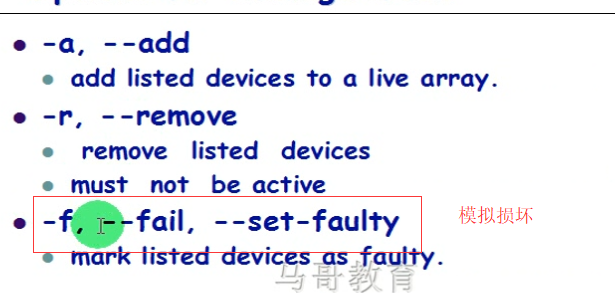 -a, --add
add listed devices to a live array.
-r, --remove
remove listed devices
must not be active
-f, --fail, --set-faulty
模拟损坏
mark listed devices as faulty.
马哥教育